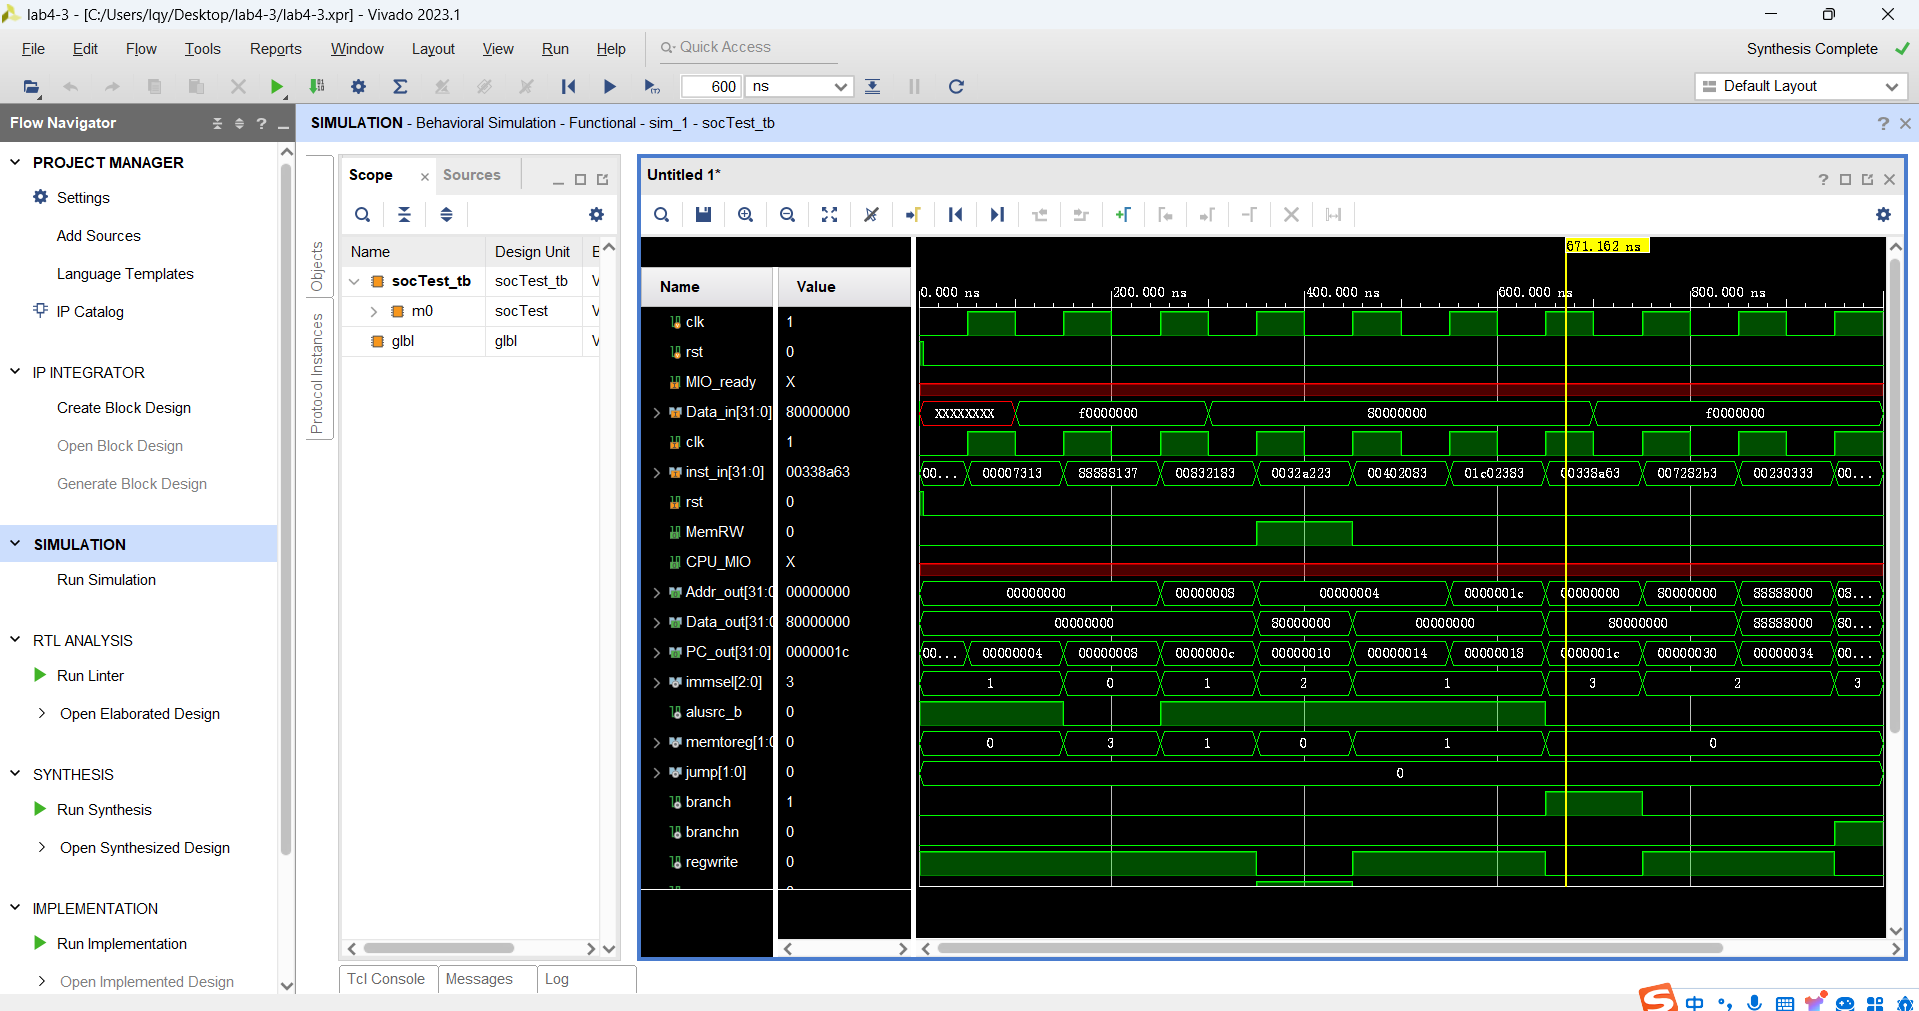 lab4-3 - [C:/Users/lqy/Desktop/lab4-3/lab4-3.xpr] - Vivado 2023.1
File Edit Flow Tools Reports Window Layout View Run Help Quick Access
Synthesis Complete
600 ns
Default Layout
Flow Navigator
SIMULATION - Behavioral Simulation - Functional - sim_1 - socTest_tb
PROJECT MANAGER
Settings
Add Sources
Language Templates
IP Catalog
IP INTEGRATOR
Create Block Design
Open Block Design
Generate Block Design
SIMULATION
Run Simulation
RTL ANALYSIS
Run Linter
Open Elaborated Design
SYNTHESIS
Run Synthesis
Open Synthesized Design
IMPLEMENTATION
Run Implementation
Open Implemented Design
Objects
Protocol Instances
Scope Sources
Name Design Unit
socTest_tb socTest_tb V
m0 socTest V
glbl glbl V
Untitled 1*
671.162 ns
Name Value
0.000 ns 200.000 ns 400.000 ns 600.000 ns 800.000 ns
clk 1
rst 0
MIO_ready X
Data_in[31:0] 80000000 XXXXXXXX f0000000 80000000 f0000000
clk 1
inst_in[31:0] 00338a63 00... 00007313 88888137 00832183 0032a223 00402083 01c02383 00338a63 007282b3 00230333 00...
rst 0
MemRW 0
CPU_MIO X
Addr_out[31:0 00000000 00000000 00000008 00000004 0000001c 00000000 80000000 88888000 08...
Data_out[31:0 80000000 00000000 80000000 00000000 80000000 88888000 80...
PC_out[31:0] 0000001c 00... 00000004 00000008 0000000c 00000010 00000014 00000018 0000001c 00000030 00000034 00...
immsel[2:0] 3 1 0 1 2 1 3 2 3
alusrc_b 0
memtoreg[1:0 0 0 3 1 0 1 0
jump[1:0] 0 0
branch 1
branchn 0
regwrite 0
Tcl Console Messages Log
中